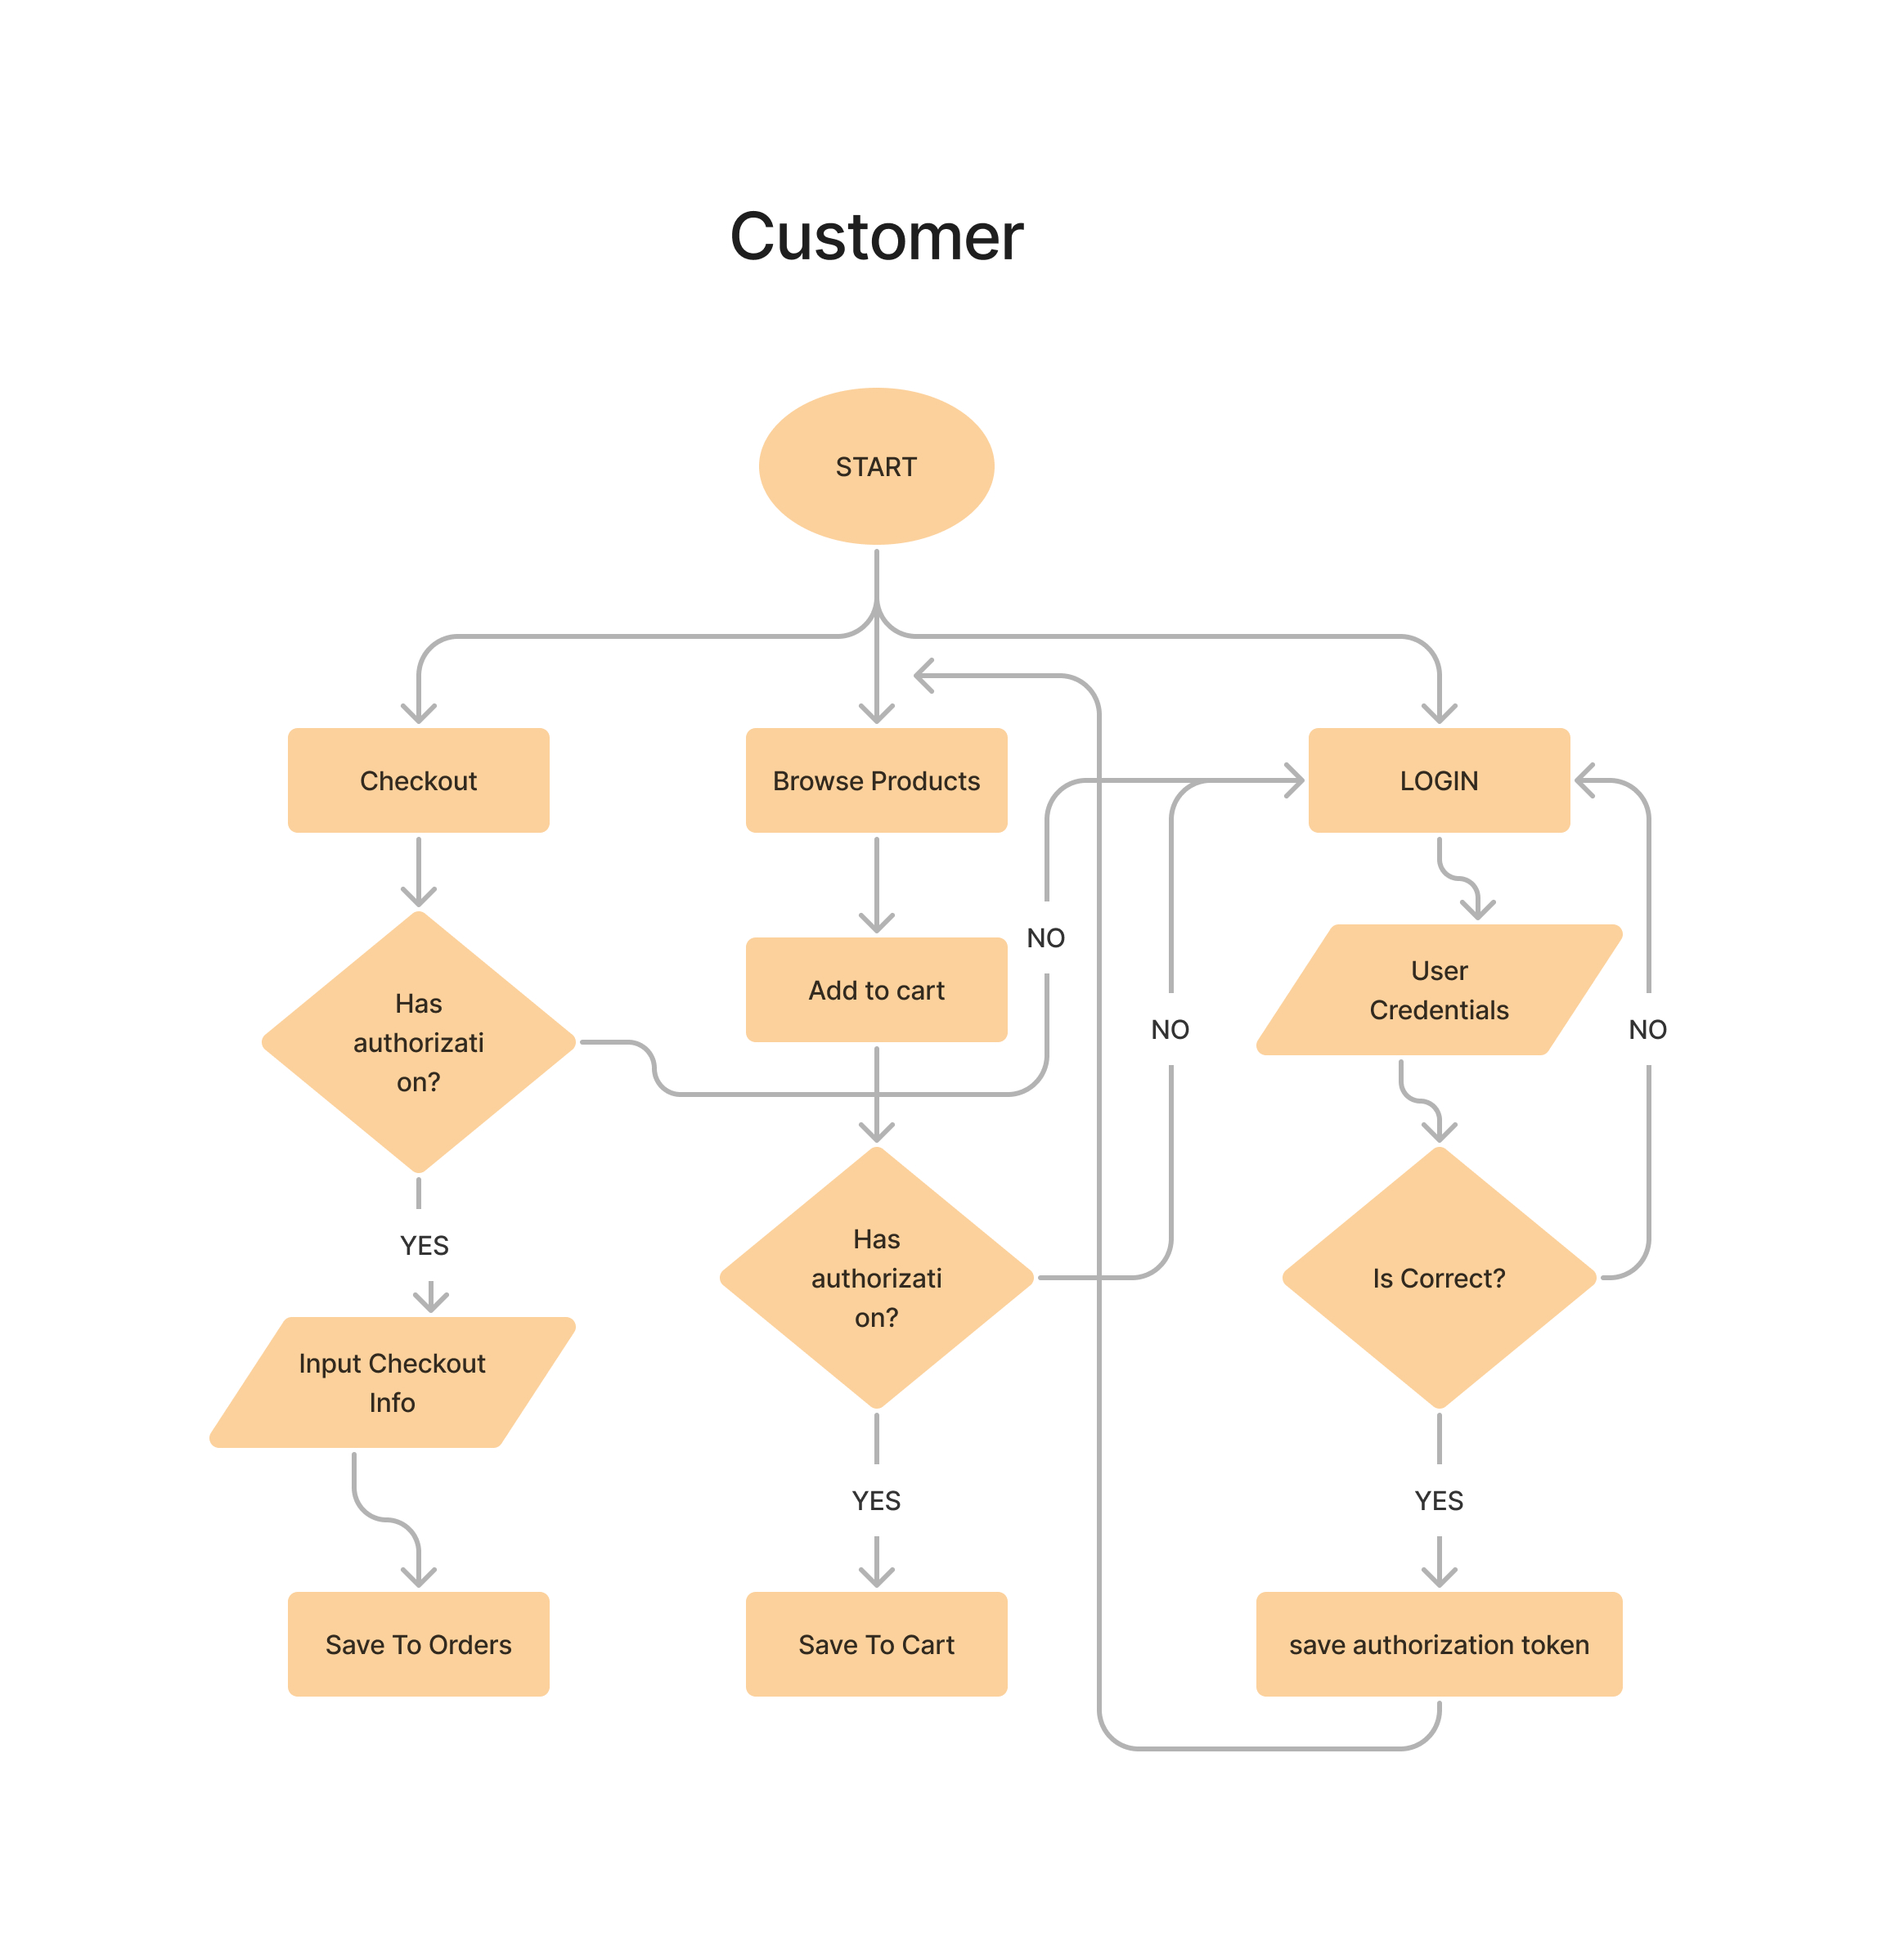 Customer
START
Checkout
Browse Products
LOGIN
Has
authorizati
on?
Add to cart
NO
NO
User
Credentials
NO
YES
Has
authorizati
on?
Is Correct?
Input Checkout
Info
YES
YES
Save To Orders
Save To Cart
save authorization token